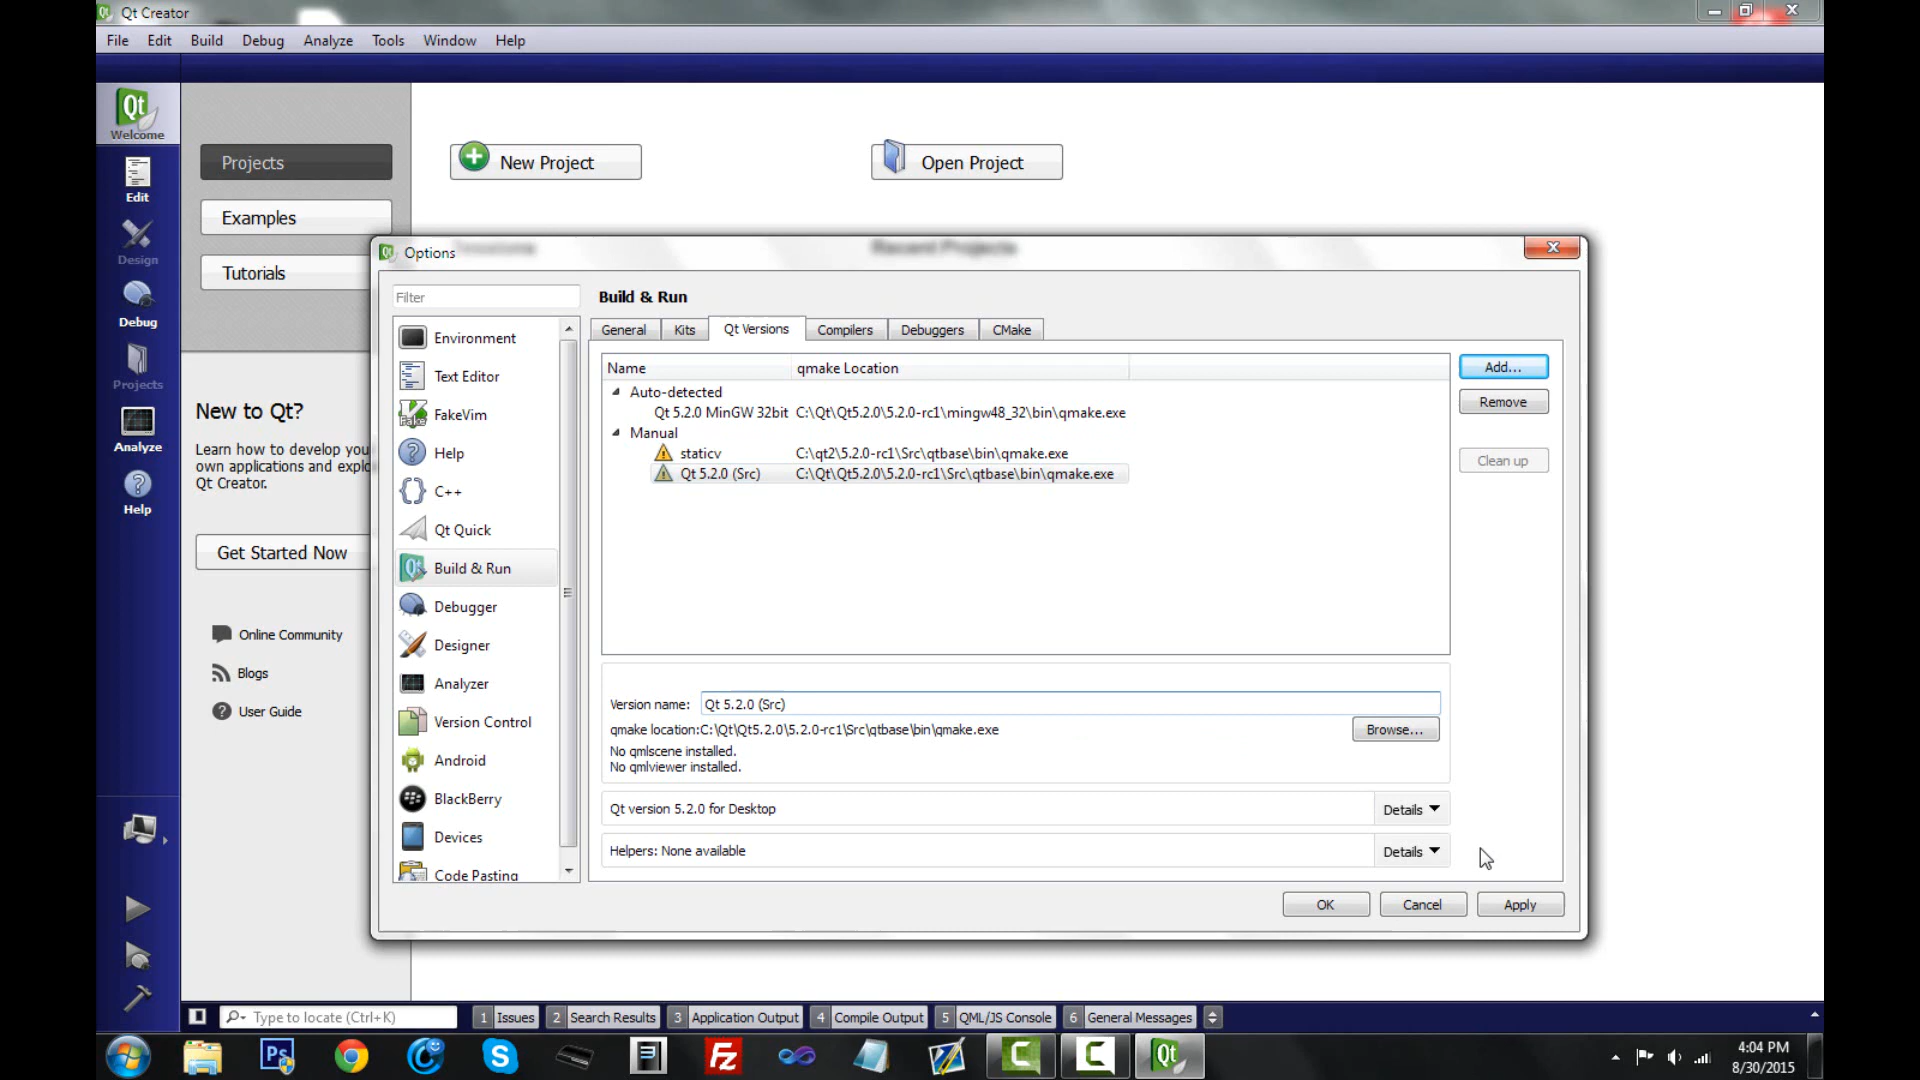 Qt Creator
File Edit Build Debug Analyze Tools Window Help
Qt
Welcome
Edit
Design
Debug
Projects
Analyze
Help
Projects
Examples
Tutorials
New Project
Open Project
New to Qt?
Learn how to develop you
own applications and explo
Qt Creator.
Get Started Now
Online Community
Blogs
User Guide
Sessions
Recent Projects
Options
Filter
Environment
Text Editor
FakeVim
Help
C++
Qt Quick
Build & Run
Debugger
Designer
Analyzer
Version Control
Android
BlackBerry
Devices
Code Pasting
Build & Run
General Kits Qt Versions Compilers Debuggers CMake
Name qmake Location
Auto-detected
Qt 5.2.0 MinGW 32bit C:\Qt\Qt5.2.0\5.2.0-rc1\mingw48_32\bin\qmake.exe
Manual
staticv C:\qt2\5.2.0-rc1\Src\qtbase\bin\qmake.exe
Qt 5.2.0 (Src) C:\Qt\Qt5.2.0\5.2.0-rc1\Src\qtbase\bin\qmake.exe
Add...
Remove
Clean up
Version name: Qt 5.2.0 (Src)
qmake location:C:\Qt\Qt5.2.0\5.2.0-rc1\Src\qtbase\bin\qmake.exe Browse...
No qmlscene installed.
No qmlviewer installed.
Qt version 5.2.0 for Desktop Details
Helpers: None available Details
OK Cancel Apply
Type to locate (Ctrl+K) 1 Issues 2 Search Results 3 Application Output 4 Compile Output 5 QML/JS Console 6 General Messages
4:04 PM
8/30/2015